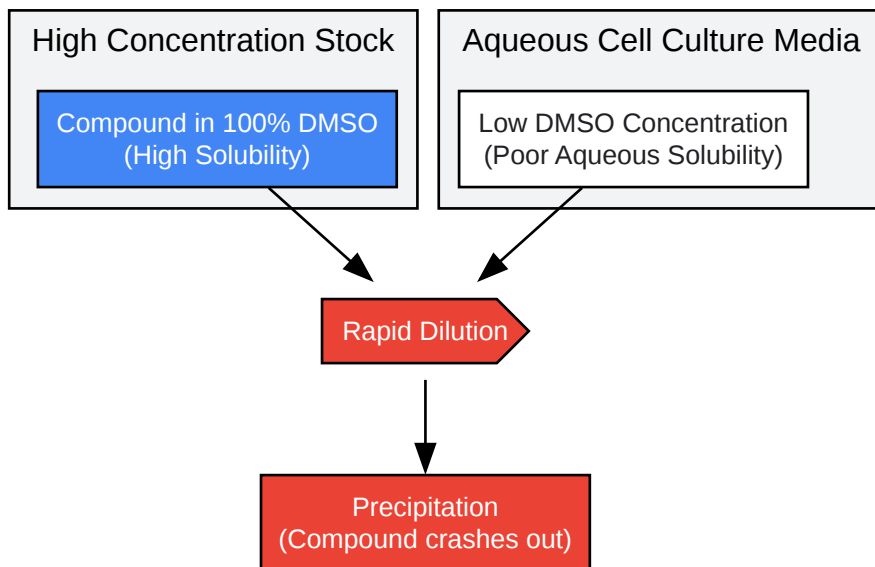 High Concentration Stock
Compound in 100% DMSO
(High Solubility)
Aqueous Cell Culture Media
Low DMSO Concentration
(Poor Aqueous Solubility)
Rapid Dilution
Precipitation
(Compound crashes out)